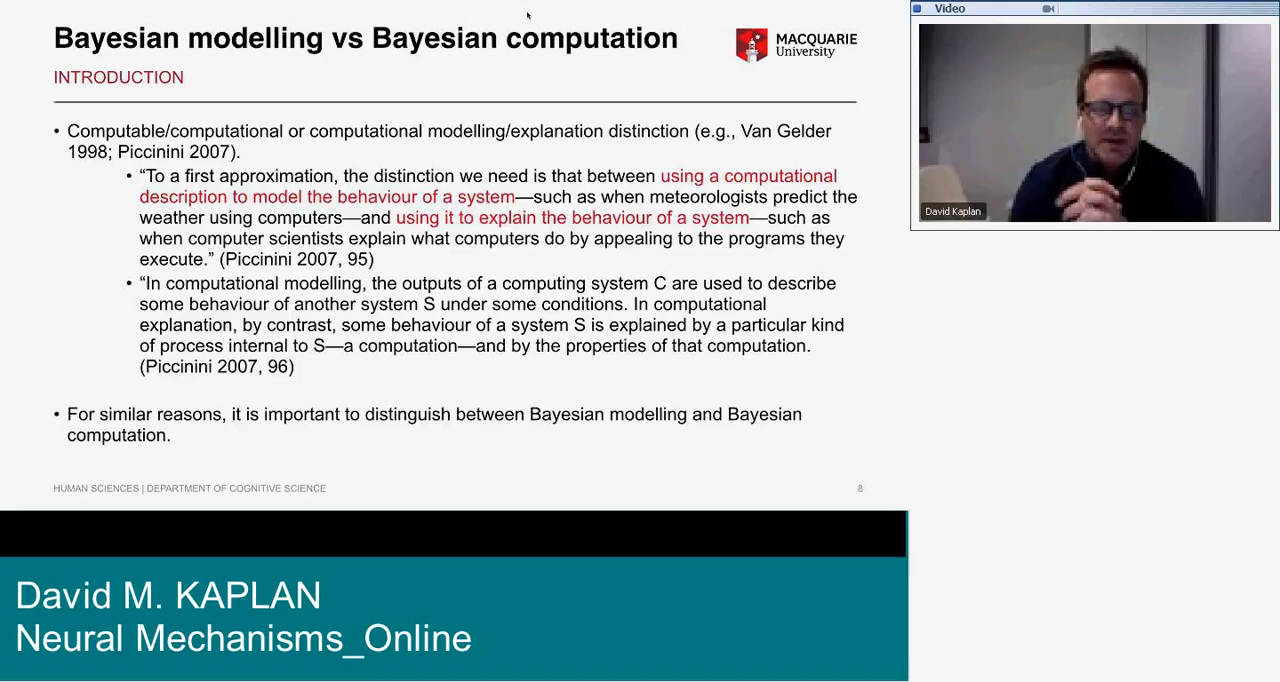 Bayesian modelling vs Bayesian computation
MACQUARIE
University
INTRODUCTION
• Computable/computational or computational modelling/explanation distinction (e.g., Van Gelder
1998; Piccinini 2007).
• “To a first approximation, the distinction we need is that between using a computational
description to model the behaviour of a system—such as when meteorologists predict the
weather using computers—and using it to explain the behaviour of a system—such as
when computer scientists explain what computers do by appealing to the programs they
execute.” (Piccinini 2007, 95)
• “In computational modelling, the outputs of a computing system C are used to describe
some behaviour of another system S under some conditions. In computational
explanation, by contrast, some behaviour of a system S is explained by a particular kind
of process internal to S—a computation—and by the properties of that computation.
(Piccinini 2007, 96)
• For similar reasons, it is important to distinguish between Bayesian modelling and Bayesian
computation.
HUMAN SCIENCES | DEPARTMENT OF COGNITIVE SCIENCE
8
Video
David Kaplan
David M. KAPLAN
Neural Mechanisms_Online